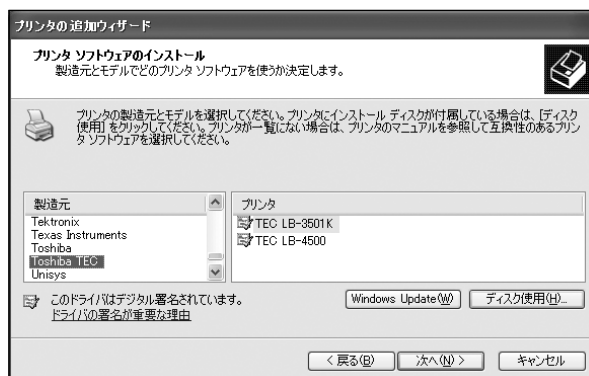 プリンタの追加ウィザード
プリンタ ソフトウェアのインストール
製造元とモデルでどのプリンタ ソフトウェアを使うか決定します。
プリンタの製造元とモデルを選択してください。プリンタにインストール ディスクが付属している場合は、[ディスク
使用] をクリックしてください。プリンタが一覧にない場合は、プリンタのマニュアルを参照して互換性のあるプリン
タ ソフトウェアを選択してください。
製造元
Tektronix
Texas Instruments
Toshiba
Toshiba TEC
Unisys
プリンタ
TEC LB-3501K
TEC LB-4500
このドライバはデジタル署名されています。
ドライバの署名が重要な理由
Windows Update(W)
ディスク使用(H)...
< 戻る(B)
次へ(N) >
キャンセル